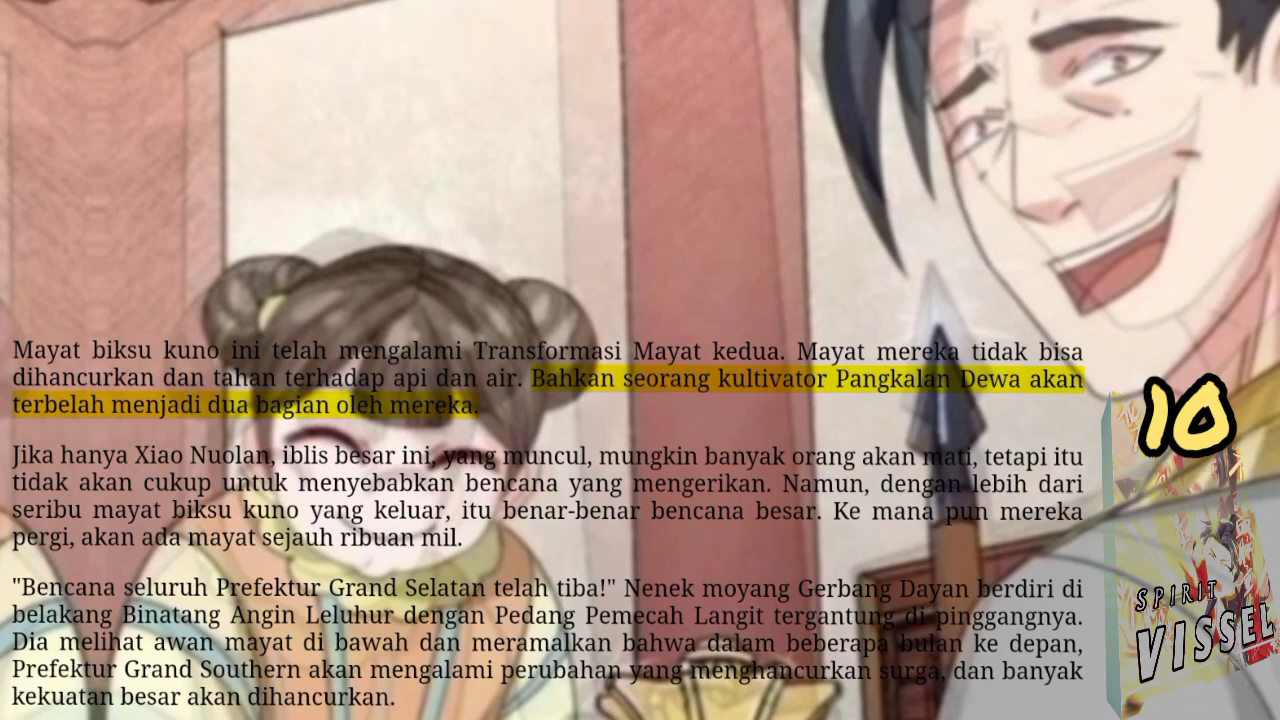 Mayat biksu kuno ini telah mengalami Transformasi Mayat kedua. Mayat mereka tidak bisa
dihancurkan dan tahan terhadap api dan air. Bahkan seorang kultivator Pangkalan Dewa akan
terbelah menjadi dua bagian oleh mereka.
Jika hanya Xiao Nuolan, iblis besar ini, yang muncul, mungkin banyak orang akan mati, tetapi itu
tidak akan cukup untuk menyebabkan bencana yang mengerikan. Namun, dengan lebih dari
seribu mayat biksu kuno yang keluar, itu benar-benar bencana besar. Ke mana pun mereka
pergi, akan ada mayat sejauh ribuan mil.
"Bencana seluruh Prefektur Grand Selatan telah tiba!" Nenek moyang Gerbang Dayan berdiri di
belakang Binatang Angin Leluhur dengan Pedang Pemecah Langit tergantung di pinggangnya.
Dia melihat awan mayat di bawah dan meramalkan bahwa dalam beberapa bulan ke depan,
Prefektur Grand Southern akan mengalami perubahan yang menghancurkan surga, dan banyak
kekuatan besar akan dihancurkan.
10
SPIRIT
VISSEL